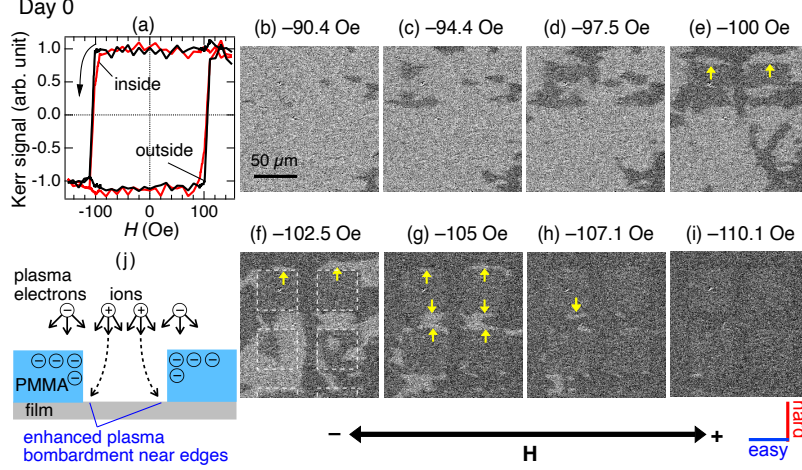 Day 0
(a)
Kerr signal (arb. unit)
1.0
0.5
0.0
-0.5
-1.0
inside
outside
-100
0
100
H (Oe)
(b) –90.4 Oe
50 µm
(c) –94.4 Oe
(d) –97.5 Oe
(e) –100 Oe
(f) –102.5 Oe
(g) –105 Oe
(h) –107.1 Oe
(i) –110.1 Oe
(j)
plasma
electrons
ions
− + + −
− − −
−
− − −
−
PMMA
film
enhanced plasma
bombardment near edges
–
H
+
easy
hard